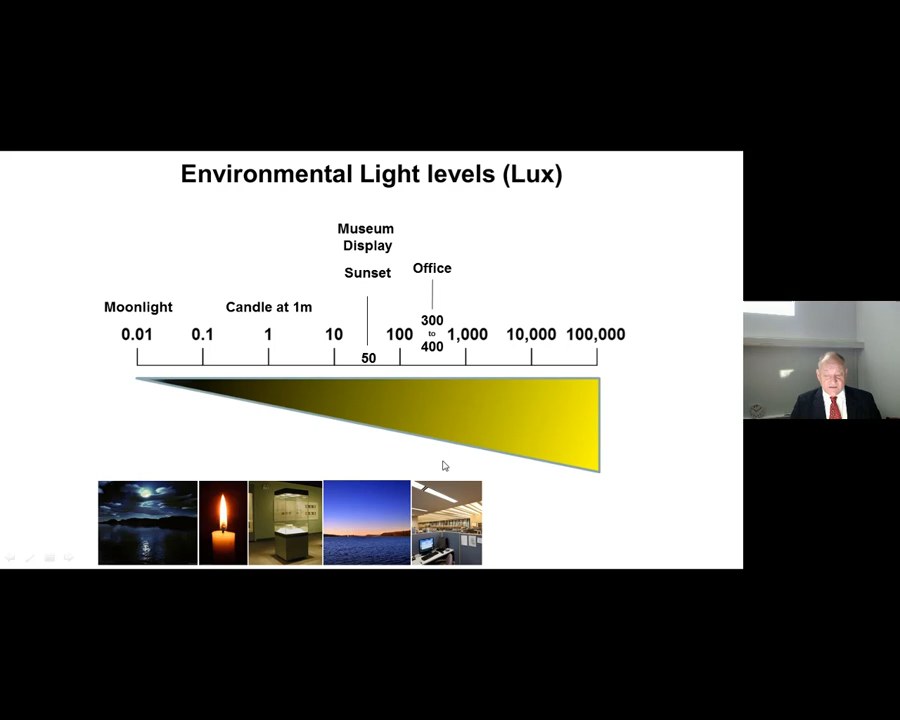 Environmental Light levels (Lux)
Museum
Display
Sunset
Office
Moonlight
Candle at 1m
0.01
0.1
1
10
50
100
300
to
400
1,000
10,000
100,000